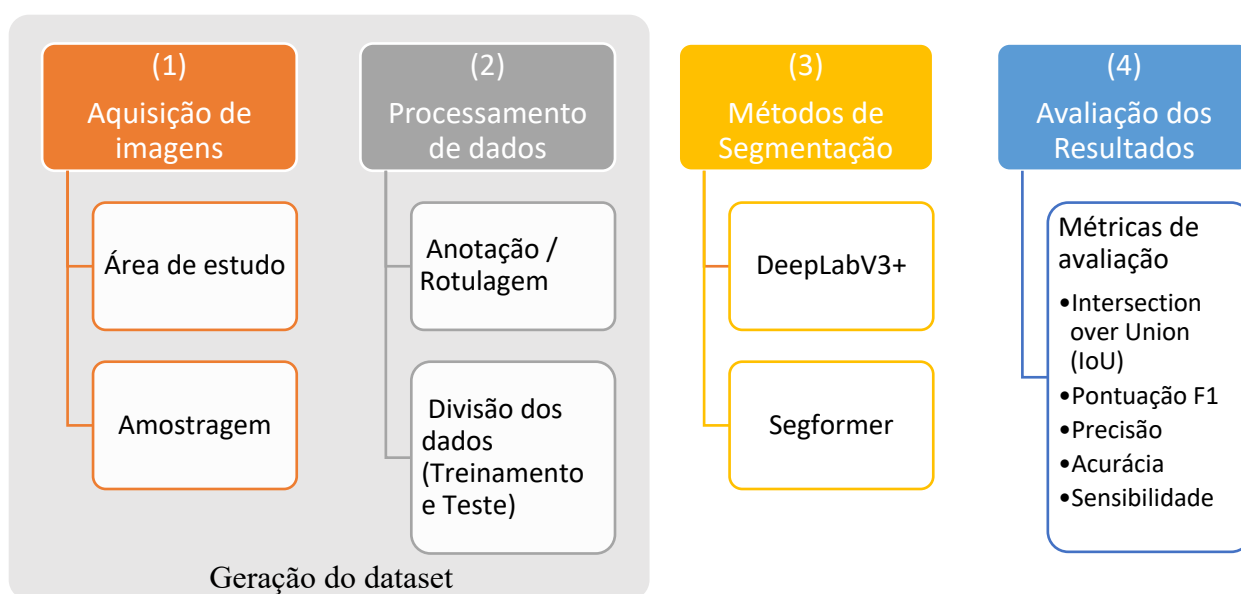 (1)
Aquisição de
imagens
Área de estudo
Amostragem
(2)
Processamento
de dados
Anotação /
Rotulagem
Divisão dos
dados
(Treinamento
e Teste)
Geração do dataset
(3)
Métodos de
Segmentação
DeepLabV3+
Segformer
(4)
Avaliação dos
Resultados
Métricas de
avaliação
•Intersection
over Union
(IoU)
•Pontuação F1
•Precisão
•Acurácia
•Sensibilidade